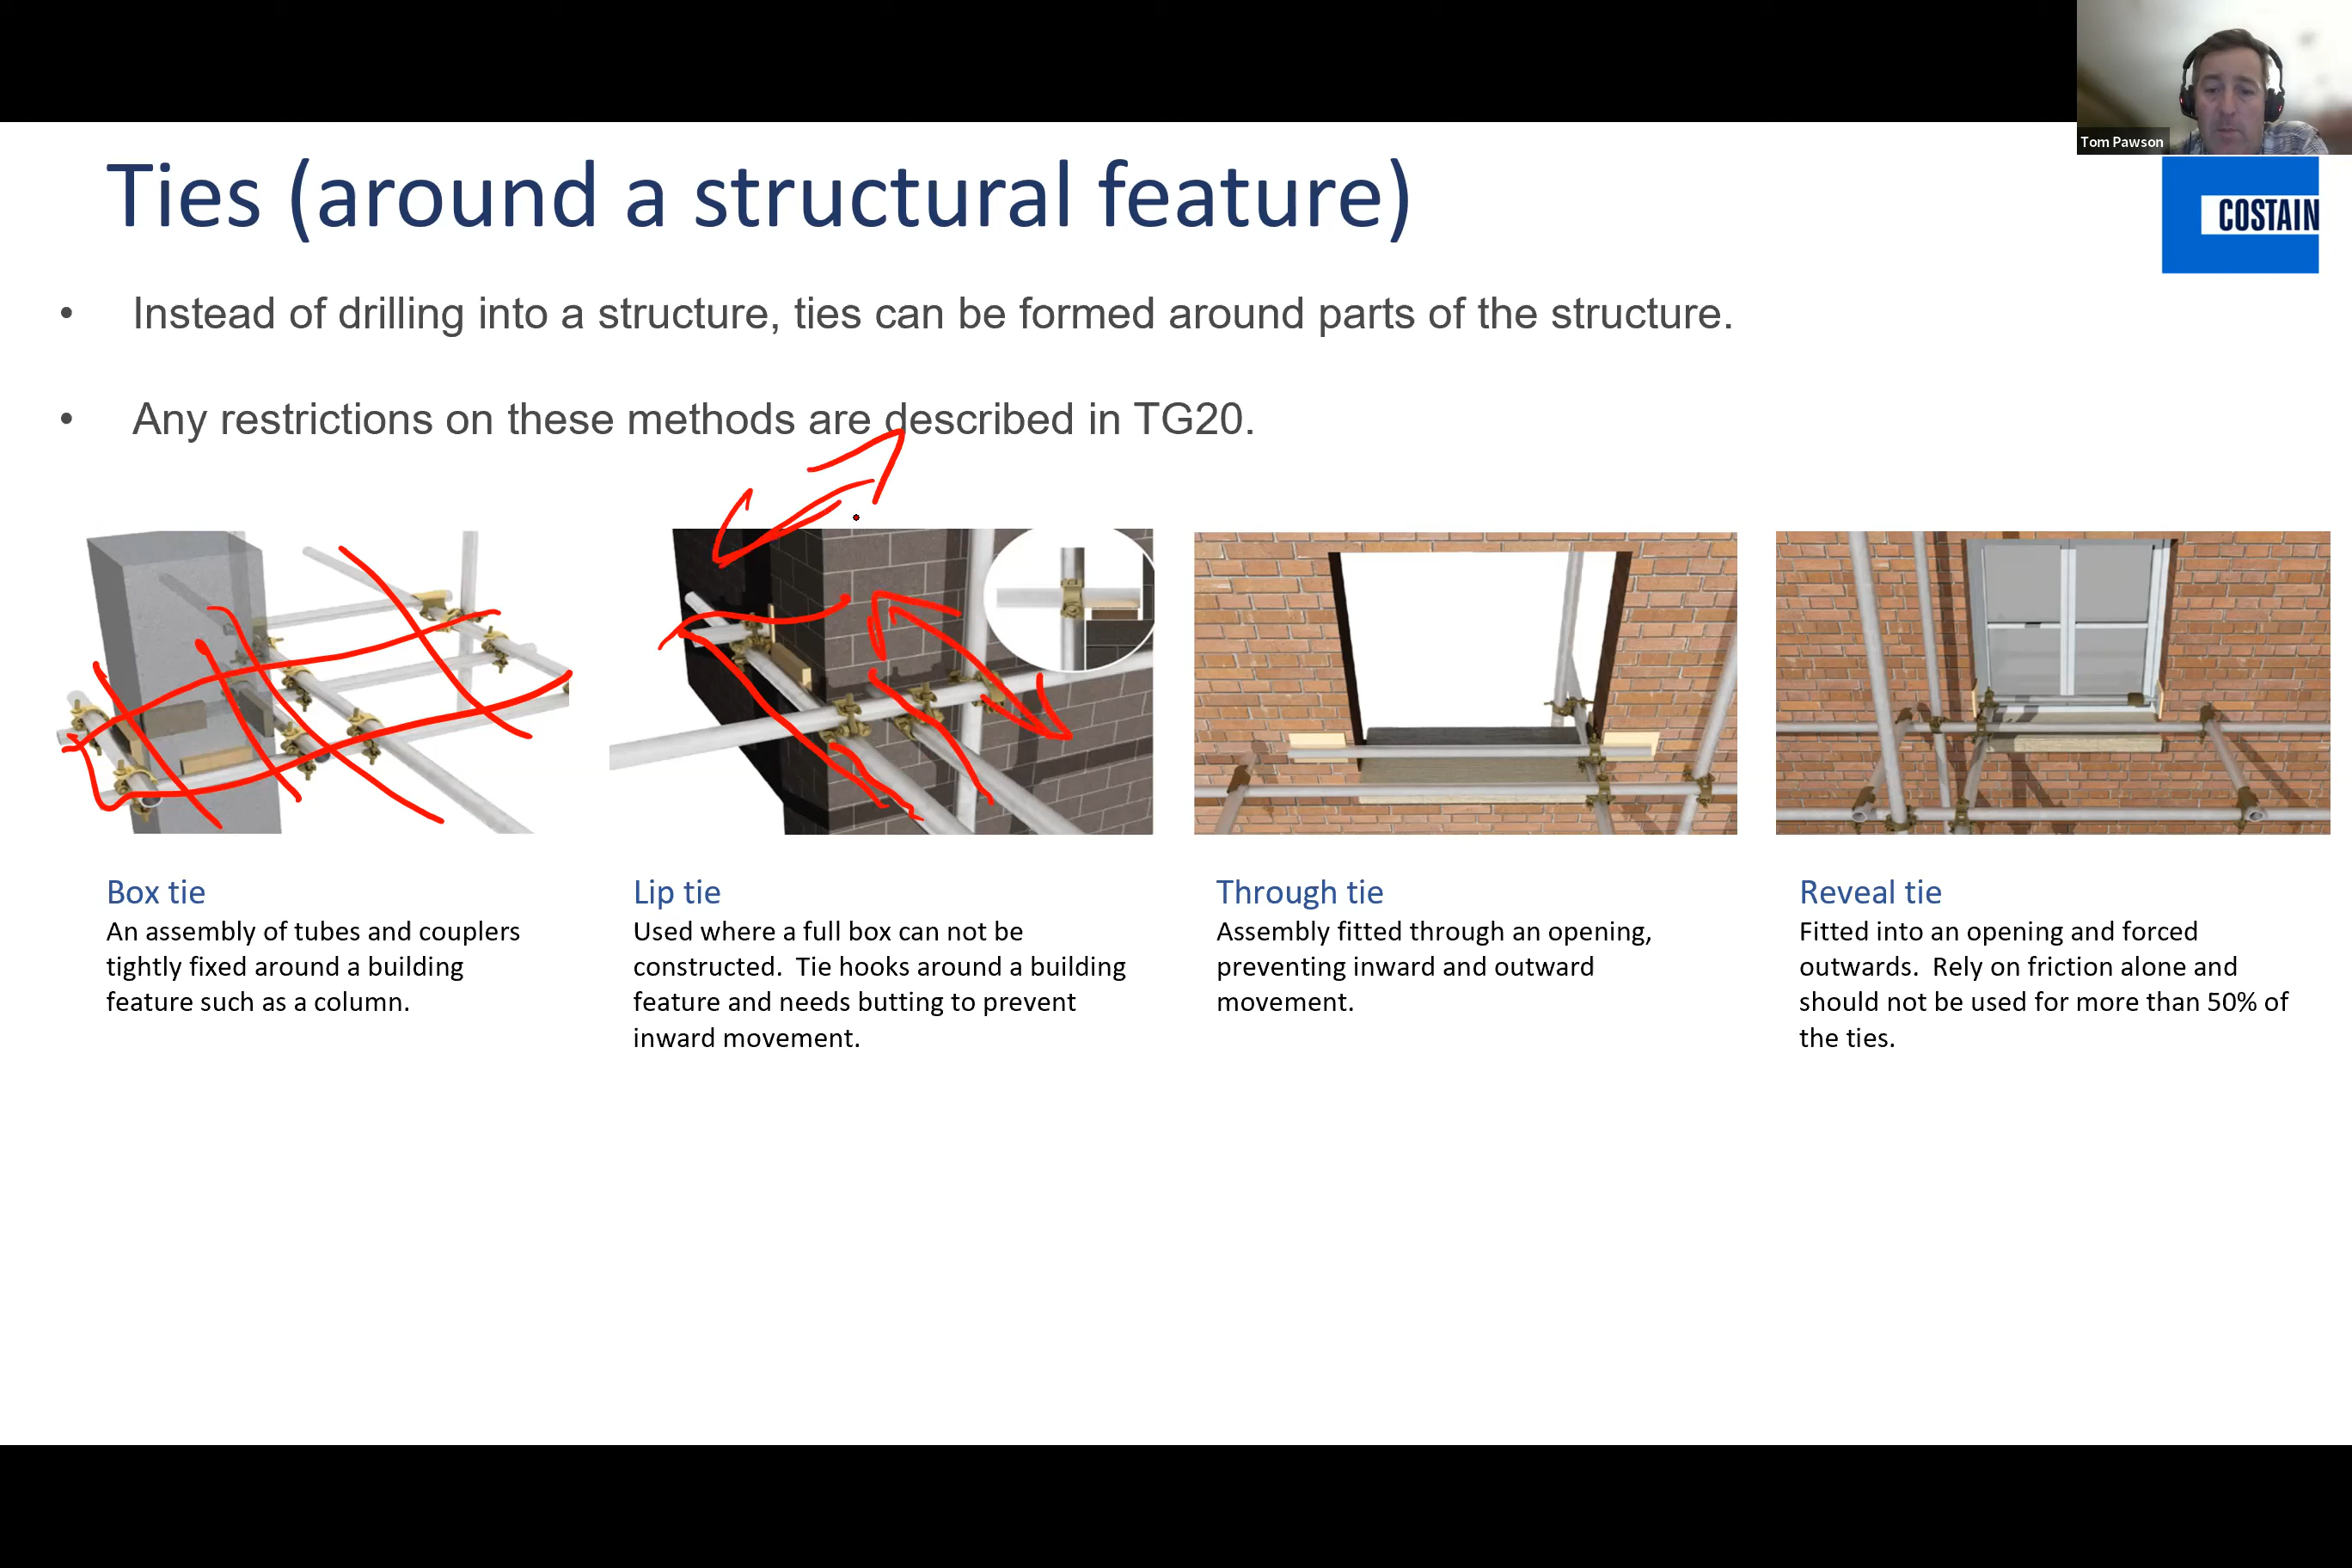 Tom Pawson
COSTAIN
Ties (around a structural feature)
• Instead of drilling into a structure, ties can be formed around parts of the structure.
• Any restrictions on these methods are described in TG20.
Box tie
An assembly of tubes and couplers
tightly fixed around a building
feature such as a column.
Lip tie
Used where a full box can not be
constructed. Tie hooks around a building
feature and needs butting to prevent
inward movement.
Through tie
Assembly fitted through an opening,
preventing inward and outward
movement.
Reveal tie
Fitted into an opening and forced
outwards. Rely on friction alone and
should not be used for more than 50% of
the ties.